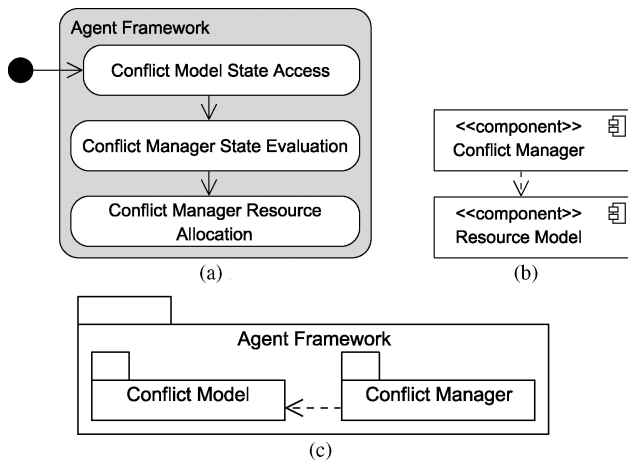 Agent Framework
Conflict Model State Access
Conflict Manager State Evaluation
Conflict Manager Resource
Allocation
(a)
<<component>>
Conflict Manager
<<component>>
Resource Model
(b)
Agent Framework
Conflict Model
Conflict Manager
(c)